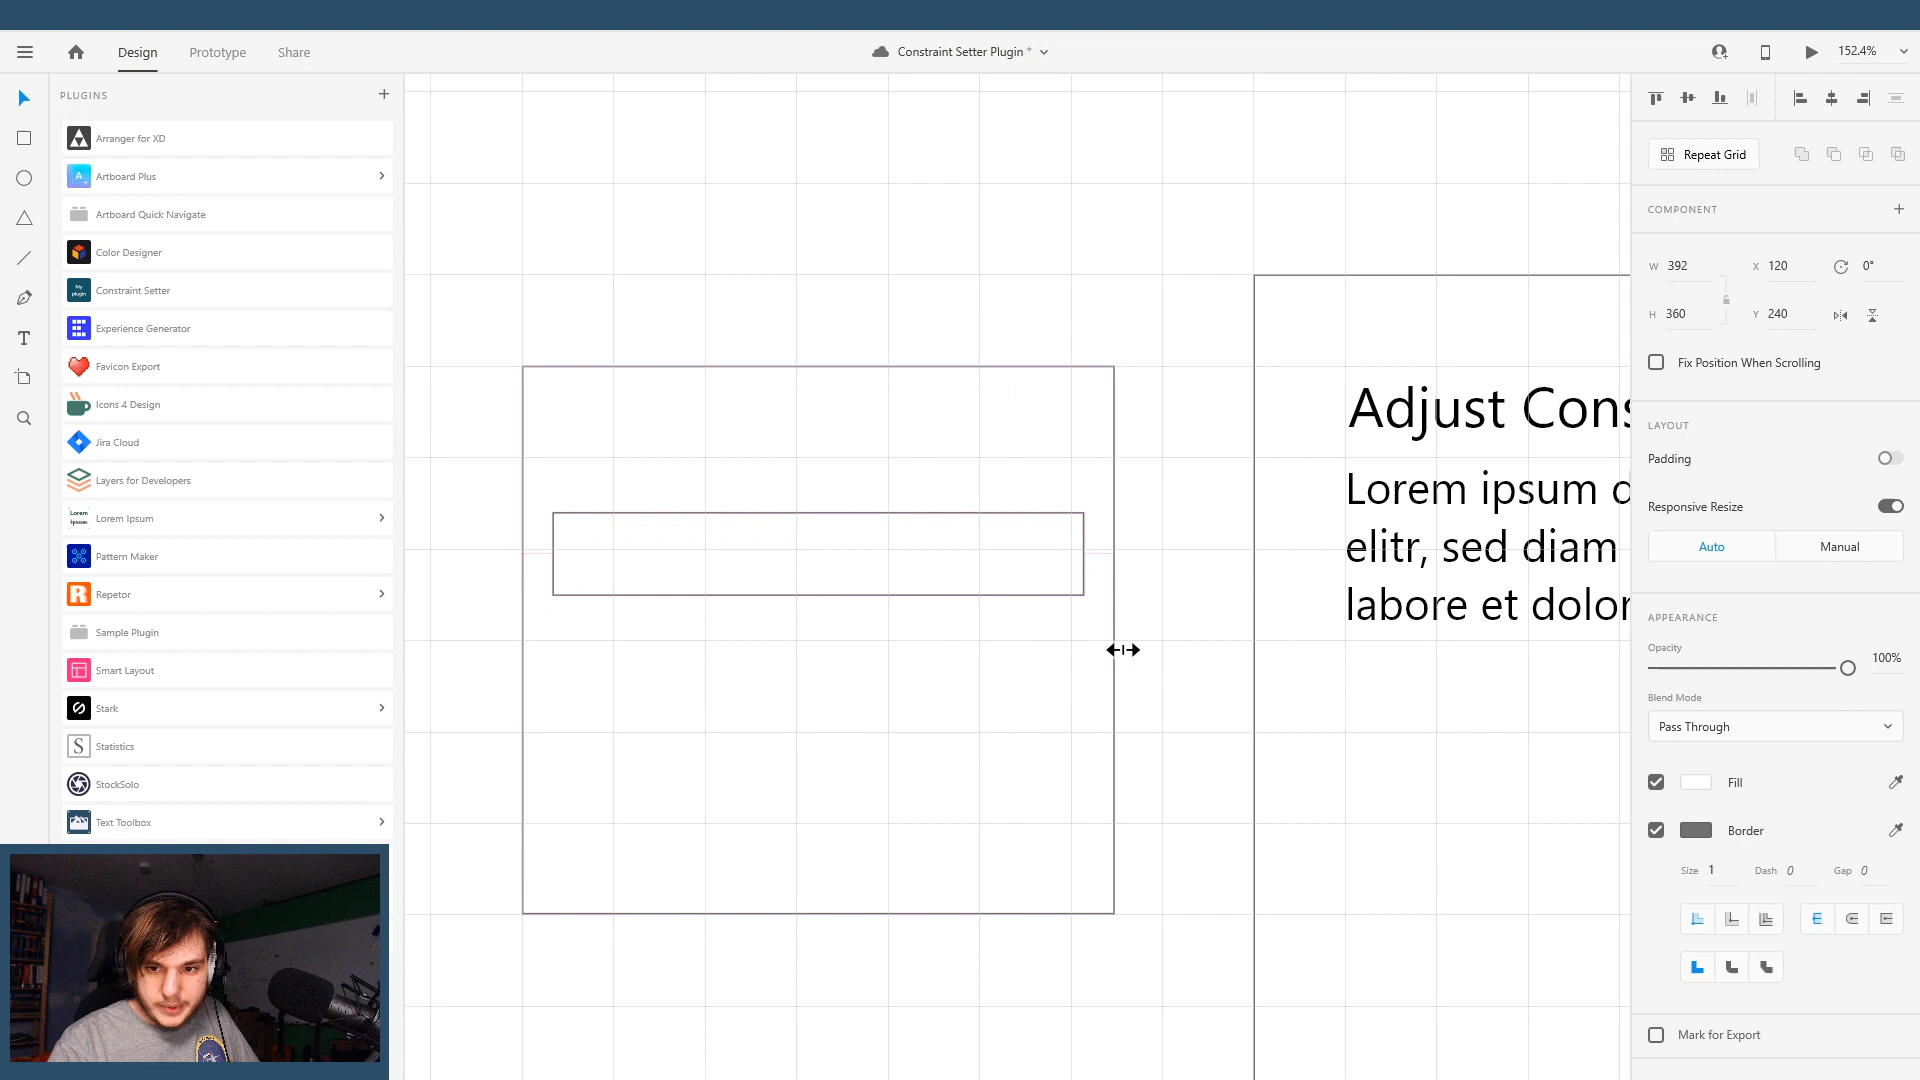 Design
Prototype
Share
Constraint Setter Plugin *
152.4%
PLUGINS
Arranger for XD
Artboard Plus
Artboard Quick Navigate
Color Designer
My plugin
Constraint Setter
Experience Generator
Favicon Export
Icons 4 Design
Jira Cloud
Layers for Developers
Lorem Ipsum
Lorem Ipsum
Pattern Maker
Repetor
Sample Plugin
Smart Layout
Stark
Statistics
StockSolo
Text Toolbox
Adjust Cons
Lorem ipsum d
elitr, sed diam
labore et dolor
Repeat Grid
COMPONENT
W 392 X 120 0°
H 360 Y 240
Fix Position When Scrolling
LAYOUT
Padding
Responsive Resize
Auto Manual
APPEARANCE
Opacity
100%
Blend Mode
Pass Through
Fill
Border
Size 1 Dash 0 Gap 0
Mark for Export